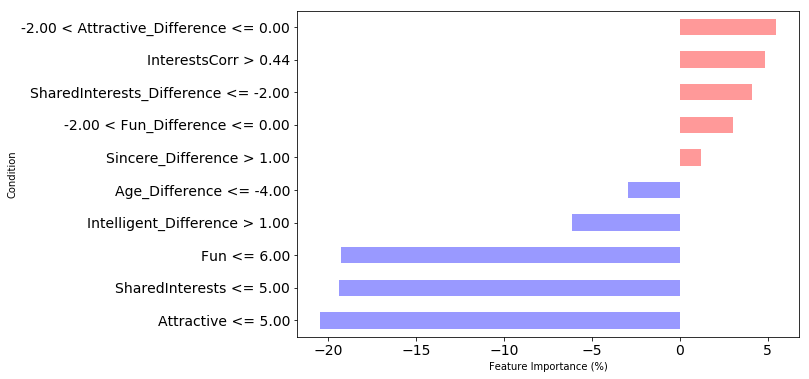 -2.00 < Attractive_Difference <= 0.00
InterestsCorr > 0.44
SharedInterests_Difference <= -2.00
-2.00 < Fun_Difference <= 0.00
Sincere_Difference > 1.00
Age_Difference <= -4.00
Intelligent_Difference > 1.00
Fun <= 6.00
SharedInterests <= 5.00
Attractive <= 5.00
Condition
−20 −15 −10 −5 0 5
Feature Importance (%)